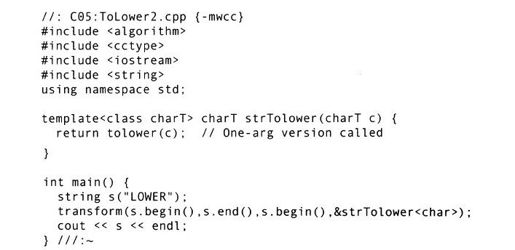 //: C05:ToLower2.cpp {-mwcc}
#include <algorithm>
#include <cctype>
#include <iostream>
#include <string>
using namespace std;

template<class charT> charT strTolower(charT c) {
  return tolower(c);  // One-arg version called
}

int main() {
  string s("LOWER");
  transform(s.begin(),s.end(),s.begin(),&strTolower<char>);
  cout << s << endl;
} ///:~